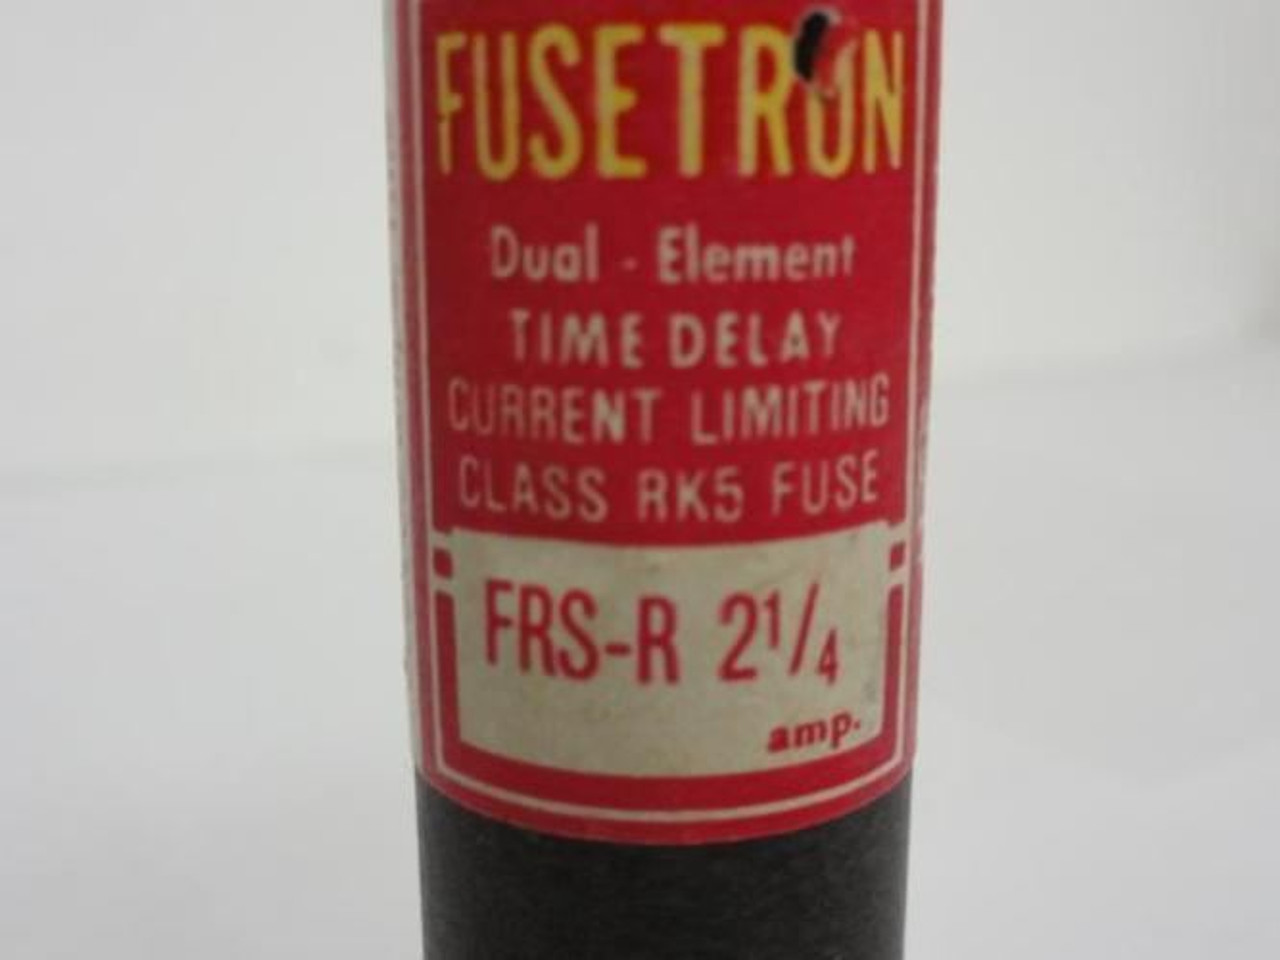 FUSETRON
Dual - Element
TIME DELAY
CURRENT LIMITING
CLASS RK5 FUSE
FRS-R 2 1/4
amp.